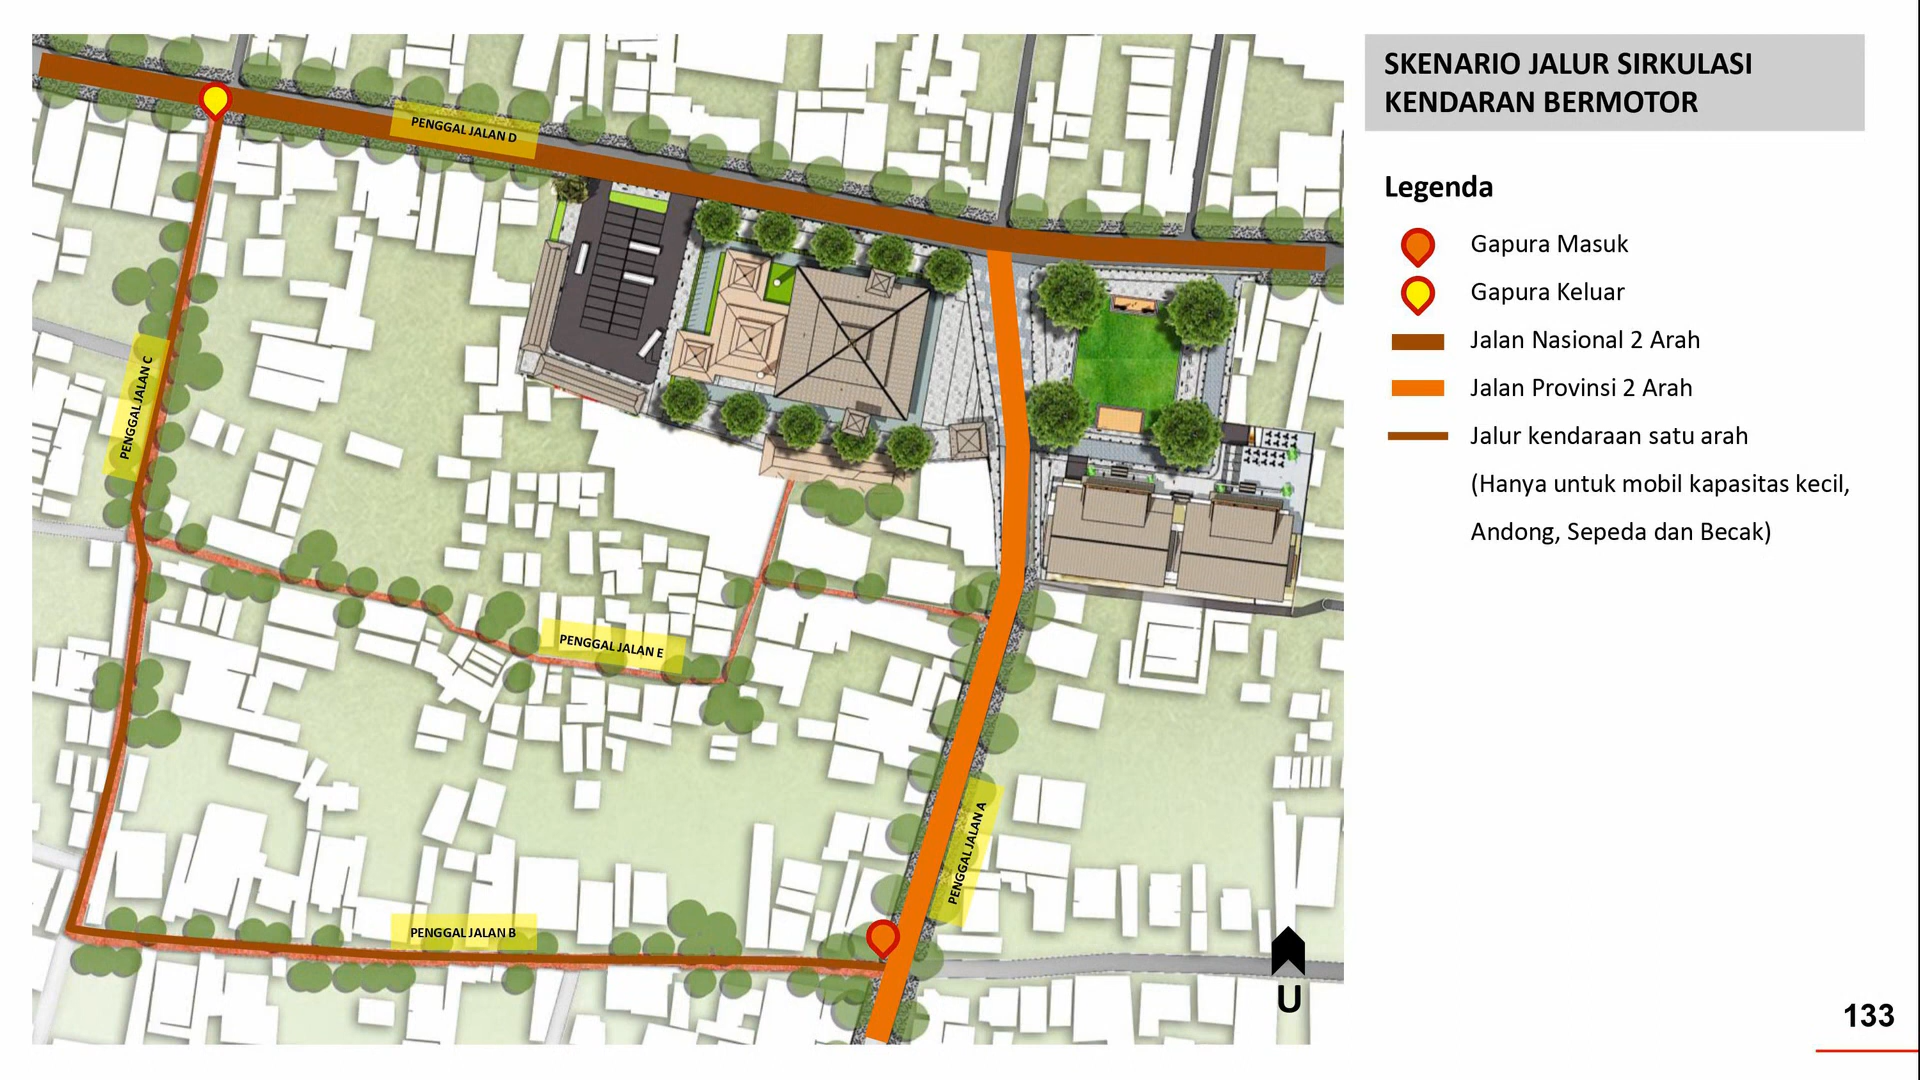 SKENARIO JALUR SIRKULASI
KENDARAN BERMOTOR
Legenda
Gapura Masuk
Gapura Keluar
Jalan Nasional 2 Arah
Jalan Provinsi 2 Arah
Jalur kendaraan satu arah
(Hanya untuk mobil kapasitas kecil,
Andong, Sepeda dan Becak)
PENGGAL JALAN D
PENGGAL JALAN C
PENGGAL JALAN E
PENGGAL JALAN A
PENGGAL JALAN B
U
133